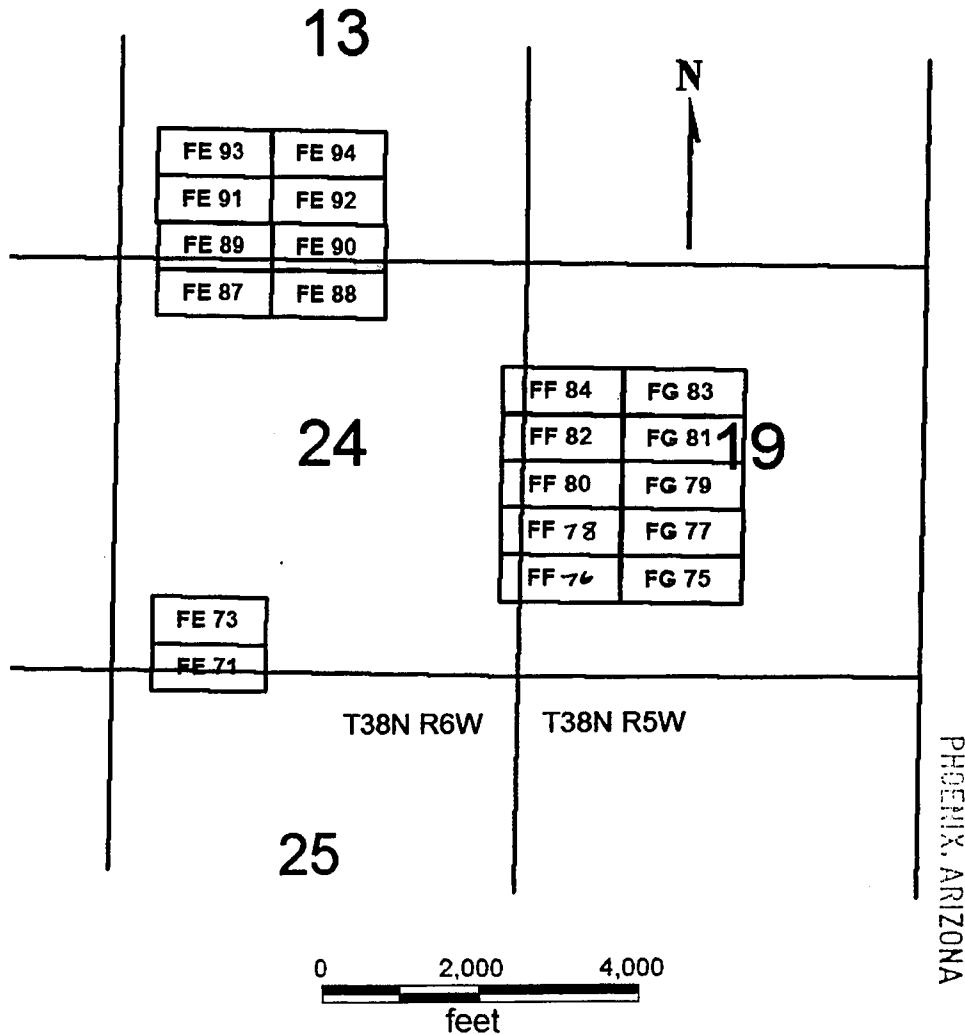 13
N
FE 93 FE 94
FE 91 FE 92
FE 89 FE 90
FE 87 FE 88
FF 84 FG 83
24
FF 82 FG 81 19
FF 80 FG 79
FF 78 FG 77
FF 76 FG 75
FE 73
FE 71
T38N R6W T38N R5W
PHOENIX, ARIZONA
25
0 2,000 4,000
feet